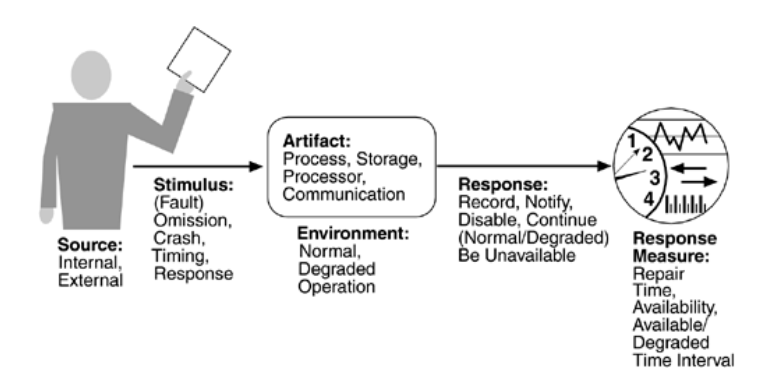 Source:
Internal,
External
Stimulus:
(Fault)
Omission,
Crash,
Timing,
Response
Artifact:
Process, Storage,
Processor,
Communication
Environment:
Normal,
Degraded
Operation
Response:
Record, Notify,
Disable, Continue
(Normal/Degraded)
Be Unavailable
1
2
3
4
Response
Measure:
Repair
Time,
Availability,
Available/
Degraded
Time Interval